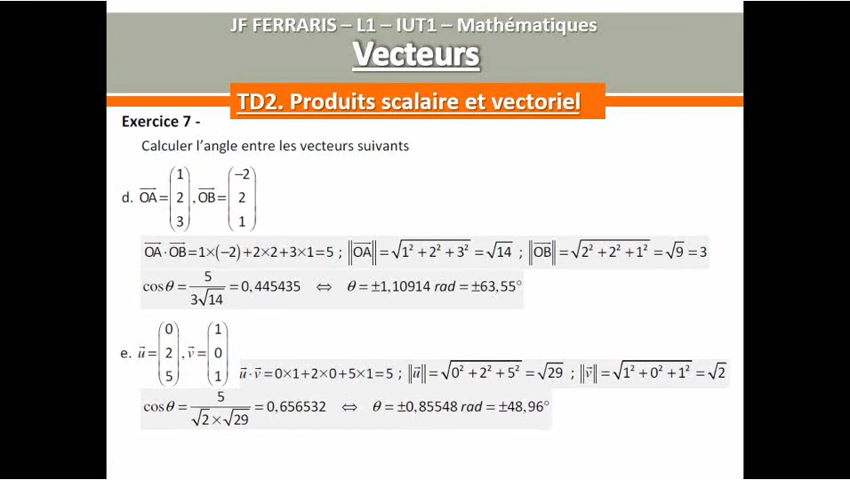 JF FERRARIS – L1 – IUT1 – Mathématiques
Vecteurs
TD2. Produits scalaire et vectoriel
Exercice 7 -
Calculer l'angle entre les vecteurs suivants
d. OA⃗ = (1 2 3), OB⃗ = (−2 2 1)
OA⃗ · OB⃗ = 1×(−2)+2×2+3×1=5 ; ‖OA⃗‖ = √(1²+2²+3²) = √14 ; ‖OB⃗‖ = √(2²+2²+1²) = √9 = 3
cosθ = 5/(3√14) = 0,445435 ⇔ θ = ±1,10914 rad = ±63,55°
e. u⃗ = (0 2 5), v⃗ = (1 0 1)
u⃗ · v⃗ = 0×1+2×0+5×1=5 ; ‖u⃗‖ = √(0²+2²+5²) = √29 ; ‖v⃗‖ = √(1²+0²+1²) = √2
cosθ = 5/(√2×√29) = 0,656532 ⇔ θ = ±0,85548 rad = ±48,96°